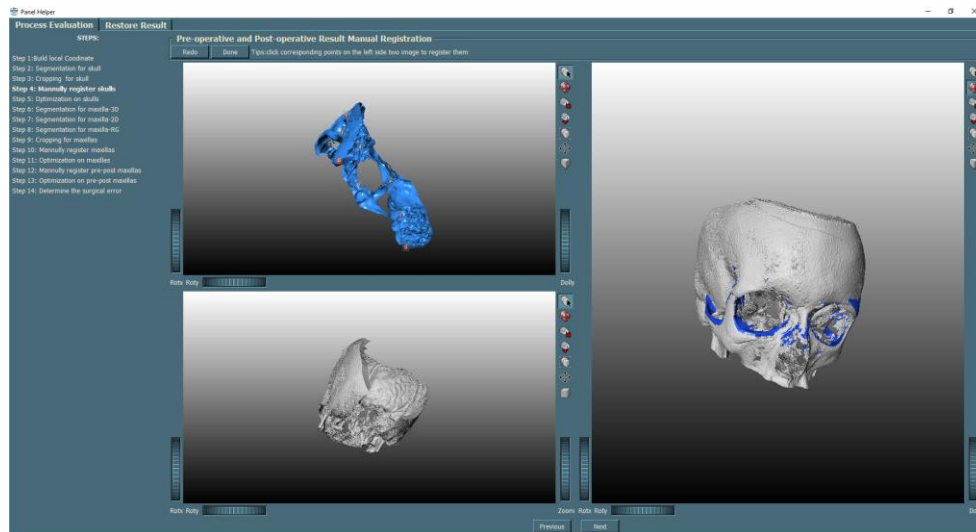 Panel Helper
Process Evaluation
Restore Result
STEPS:
Step 1:Build local Coodinate
Step 2: Segmentation for skull
Step 3: Cropping for skull
Step 4: Mannully register skulls
Step 5: Optimization on skulls
Step 6: Segmentation for maxilla-3D
Step 7: Segmentation for maxilla-2D
Step 8: Segmentation for maxilla-RG
Step 9: Cropping for maxillas
Step 10: Mannully register maxillas
Step 11: Optimization on maxillas
Step 12: Mannully register pre-post maxillas
Step 13: Optimization on pre-post maxillas
Step 14: Determine the surgical error
Pre-operative and Post-operative Result Manual Registration
Redo
Done
Tips:click corresponding points on the left side two image to register them
Rotx Roty
Dolly
Rotx Roty
Zoom
Rotx Roty
Do
Previous
Next